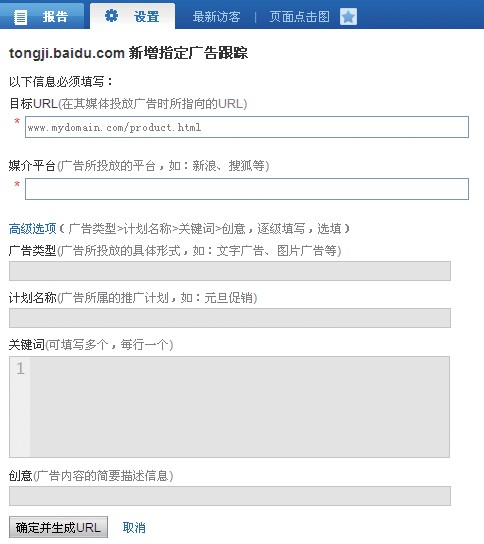 报告 设置 最新访客 | 页面点击图
tongji.baidu.com 新增指定广告跟踪
以下信息必须填写：
目标URL(在其媒体投放广告时所指向的URL)
* www.mydomain.com/product.html
媒介平台(广告所投放的平台，如：新浪、搜狐等)
*
高级选项（广告类型>计划名称>关键词>创意，逐级填写，选填）
广告类型(广告所投放的具体形式，如：文字广告、图片广告等)
计划名称(广告所属的推广计划，如：元旦促销)
关键词(可填写多个，每行一个)
1
创意(广告内容的简要描述信息)
确定并生成URL 取消